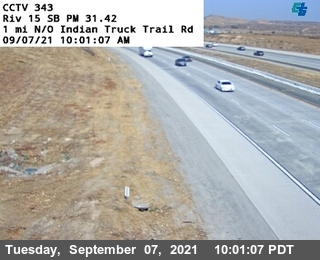 CCTV 343
Riv 15 SB PM 31.42
1 mi N/O Indian Truck Trail Rd
09/07/21 10:01:07 AM
Tuesday, September 07, 2021 10:01:07 PDT